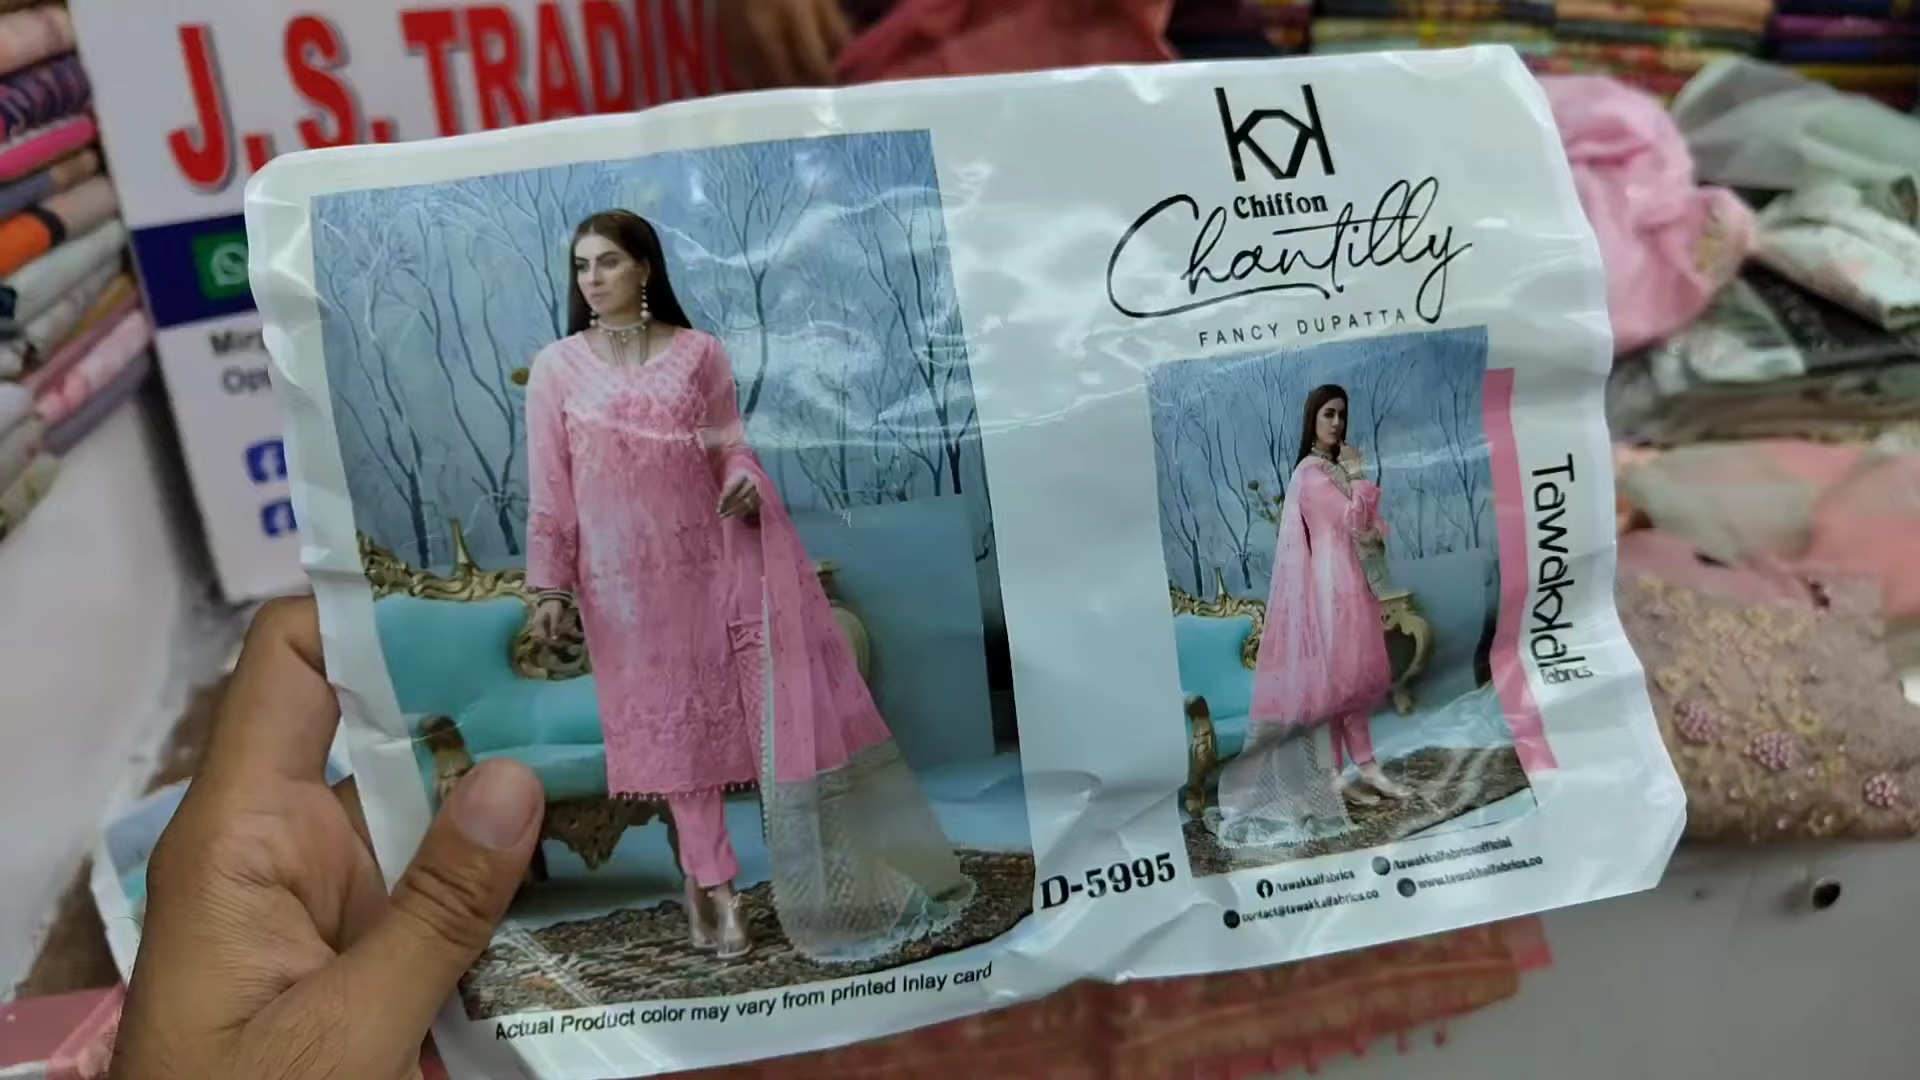 J. S. TRADIN
Chiffon
Chantilly
FANCY DUPATTA
Tawakkal
fabrics
D-5995
/tawakkalfabrics
/tawakkalfabricsofficial
contact@tawakkalfabrics.co
www.tawakkalfabrics.co
Actual Product color may vary from printed Inlay card